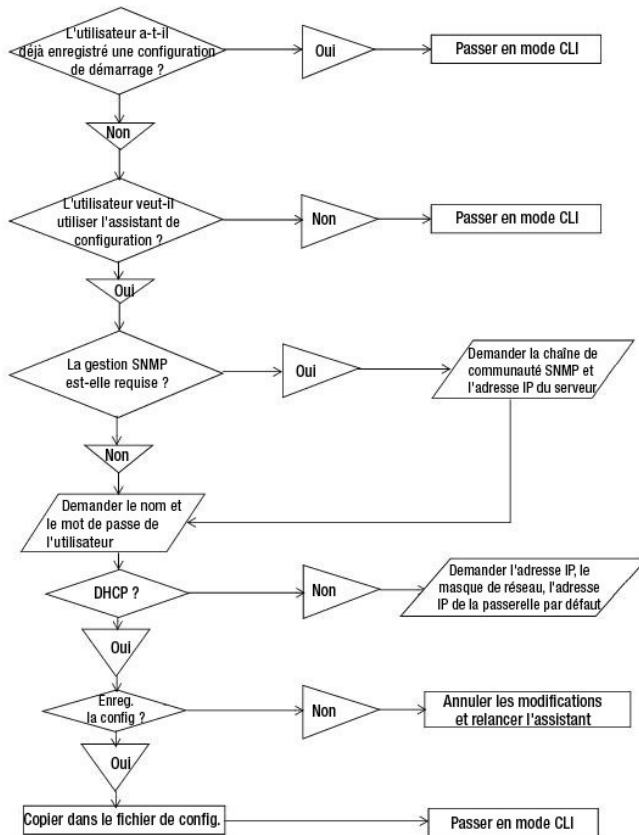 L'utilisateur a-t-il
déjà enregistré une configuration
de démarrage ?
Oui
Passer en mode CLI
Non
L'utilisateur veut-il
utiliser l'assistant de
configuration ?
Non
Passer en mode CLI
Oui
La gestion SNMP
est-elle requise ?
Oui
Demander la chaîne de
communauté SNMP et
l'adresse IP du serveur
Non
Demander le nom et
le mot de passe de
l'utilisateur
DHCP ?
Non
Demander l'adresse IP, le
masque de réseau, l'adresse
IP de la passerelle par défaut
Oui
Enreg.
la config ?
Non
Annuler les modifications
et relancer l'assistant
Oui
Copier dans le fichier de config.
Passer en mode CLI